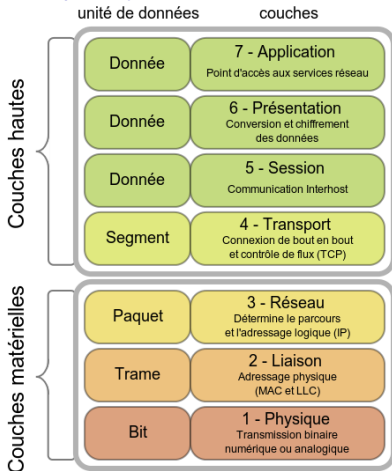 unité de données couches
Couches hautes
Donnée
7 - Application
Point d'accès aux services réseau
Donnée
6 - Présentation
Conversion et chiffrement
des données
Donnée
5 - Session
Communication Interhost
Segment
4 - Transport
Connexion de bout en bout
et contrôle de flux (TCP)
Couches matérielles
Paquet
3 - Réseau
Détermine le parcours
et l'adressage logique (IP)
Trame
2 - Liaison
Adressage physique
(MAC et LLC)
Bit
1 - Physique
Transmission binaire
numérique ou analogique